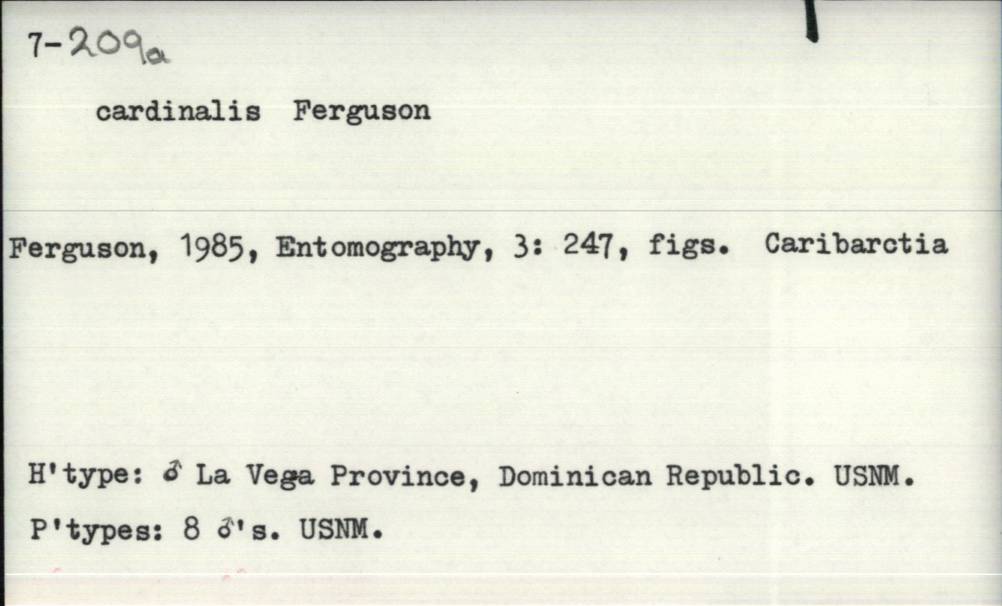 7-209a
cardinalis Ferguson
Ferguson, 1985, Entomography, 3: 247, figs. Caribarctia
H'type: ♂ La Vega Province, Dominican Republic. USNM.
P'types: 8 ♂'s. USNM.